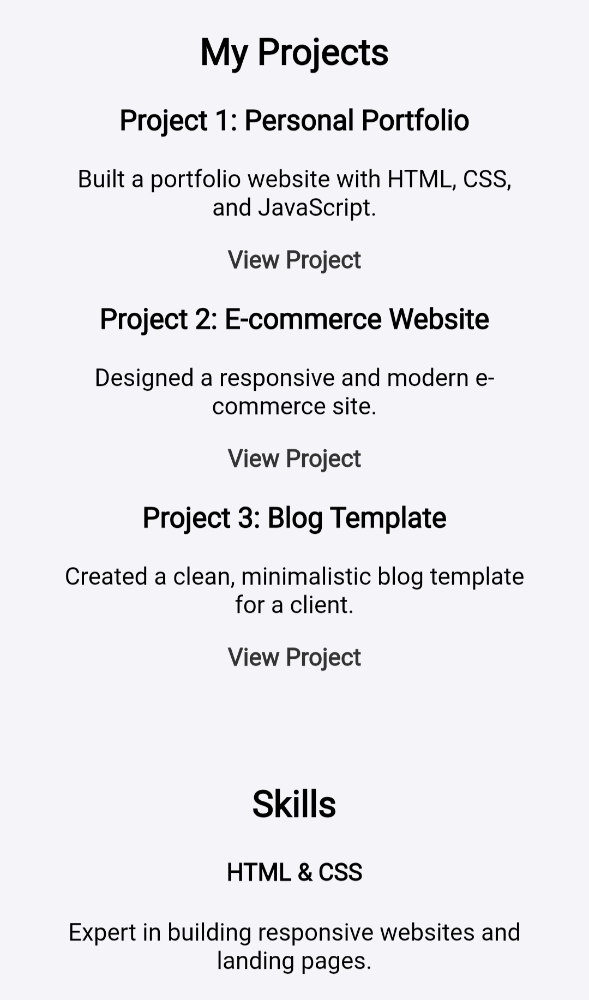 My Projects
Project 1: Personal Portfolio
Built a portfolio website with HTML, CSS,
and JavaScript.
View Project
Project 2: E-commerce Website
Designed a responsive and modern e-
commerce site.
View Project
Project 3: Blog Template
Created a clean, minimalistic blog template
for a client.
View Project
Skills
HTML & CSS
Expert in building responsive websites and
landing pages.